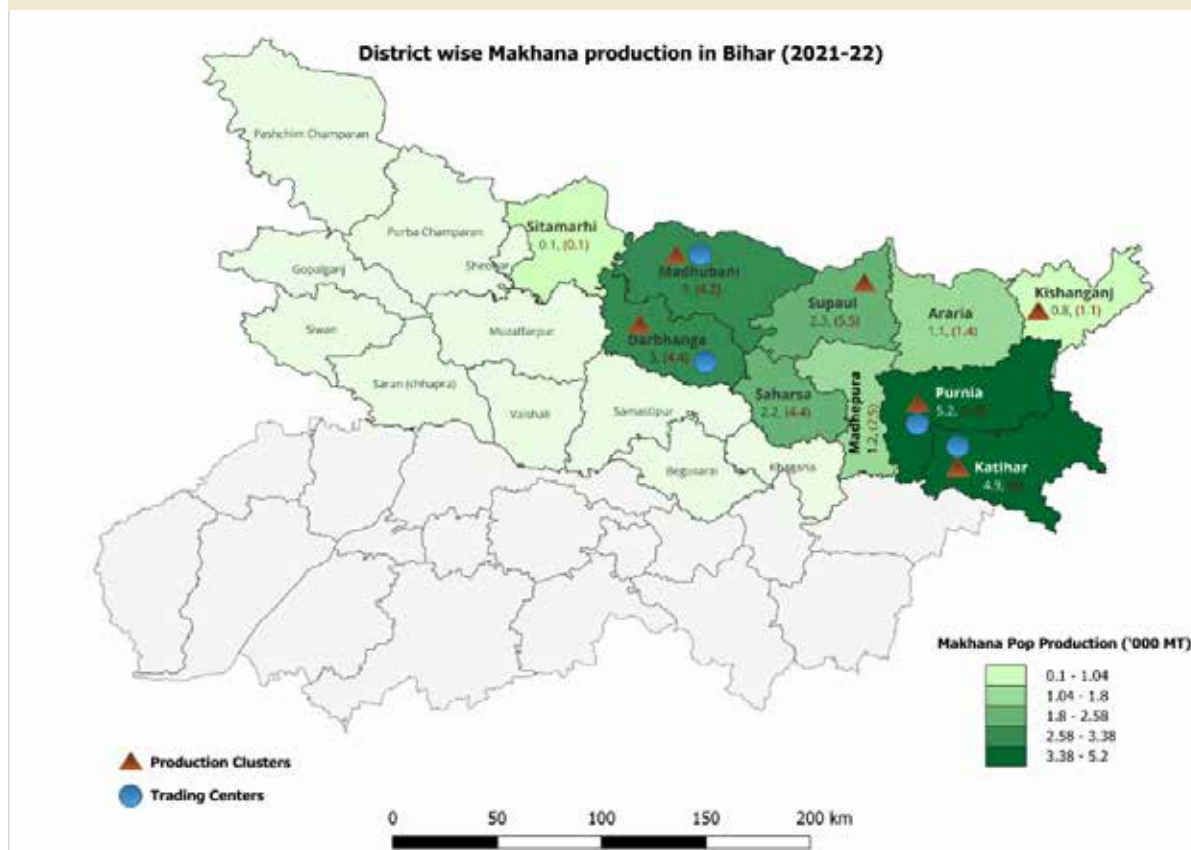 District wise Makhana production in Bihar (2021-22)
Pashchim Champaran
Purba Champaran
Sitamarhi
0.1, (0.1)
Sheohar
Gopalganj
Madhubani
(4.2)
Supaul
2.3, (5.5)
Araria
1.1, (1.4)
Kishanganj
0.8, (1.1)
Siwan
Muzaffarpur
Darbhanga
3, (4.4)
Saran (chhapra)
Vaishali
Samastipur
Saharsa
2.2, (4.4)
Madhepura
1.2,
Purnia
5.2,
Begusarai
Khagaria
Katihar
4.9,
Makhana Pop Production ('000 MT)
0.1 - 1.04
1.04 - 1.8
1.8 - 2.58
2.58 - 3.38
3.38 - 5.2
Production Clusters
Trading Centers
0 50 100 150 200 km